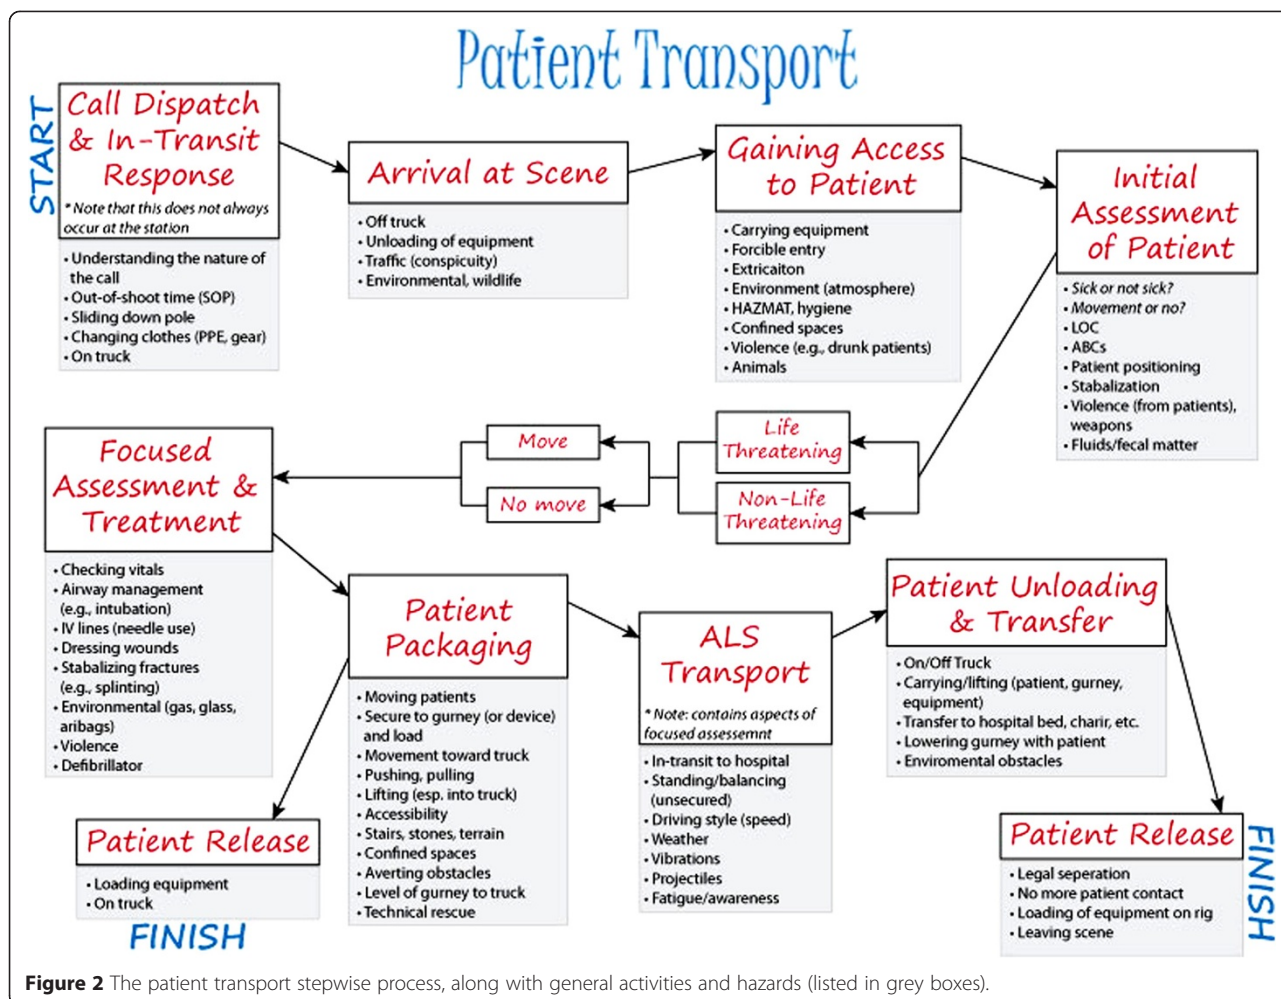 Patient Transport
START
Call Dispatch
& In-Transit
Response
* Note that this does not always
occur at the station
• Understanding the nature of
the call
• Out-of-shoot time (SOP)
• Sliding down pole
• Changing clothes (PPE, gear)
• On truck
Arrival at Scene
• Off truck
• Unloading of equipment
• Traffic (conspicuity)
• Environmental, wildlife
Gaining Access
to Patient
• Carrying equipment
• Forcible entry
• Extricaiton
• Environment (atmosphere)
• HAZMAT, hygiene
• Confined spaces
• Violence (e.g., drunk patients)
• Animals
Initial
Assessment
of Patient
• Sick or not sick?
• Movement or no?
• LOC
• ABCs
• Patient positioning
• Stabalization
• Violence (from patients),
weapons
• Fluids/fecal matter
Life
Threatening
Non-Life
Threatening
Move
No move
Focused
Assessment &
Treatment
• Checking vitals
• Airway management
(e.g., intubation)
• IV lines (needle use)
• Dressing wounds
• Stabalizing fractures
(e.g., splinting)
• Environmental (gas, glass,
aribags)
• Violence
• Defibrillator
Patient
Packaging
• Moving patients
• Secure to gurney (or device)
and load
• Movement toward truck
• Pushing, pulling
• Lifting (esp. into truck)
• Accessibility
• Stairs, stones, terrain
• Confined spaces
• Averting obstacles
• Level of gurney to truck
• Technical rescue
Patient Release
• Loading equipment
• On truck
FINISH
ALS
Transport
* Note: contains aspects of
focused assessemnt
• In-transit to hospital
• Standing/balancing
(unsecured)
• Driving style (speed)
• Weather
• Vibrations
• Projectiles
• Fatigue/awareness
Patient Unloading
& Transfer
• On/Off Truck
• Carrying/lifting (patient, gurney,
equipment)
• Transfer to hospital bed, charir, etc.
• Lowering gurney with patient
• Enviromental obstacles
Patient Release
• Legal seperation
• No more patient contact
• Loading of equipment on rig
• Leaving scene
FINISH
Figure 2 The patient transport stepwise process, along with general activities and hazards (listed in grey boxes).